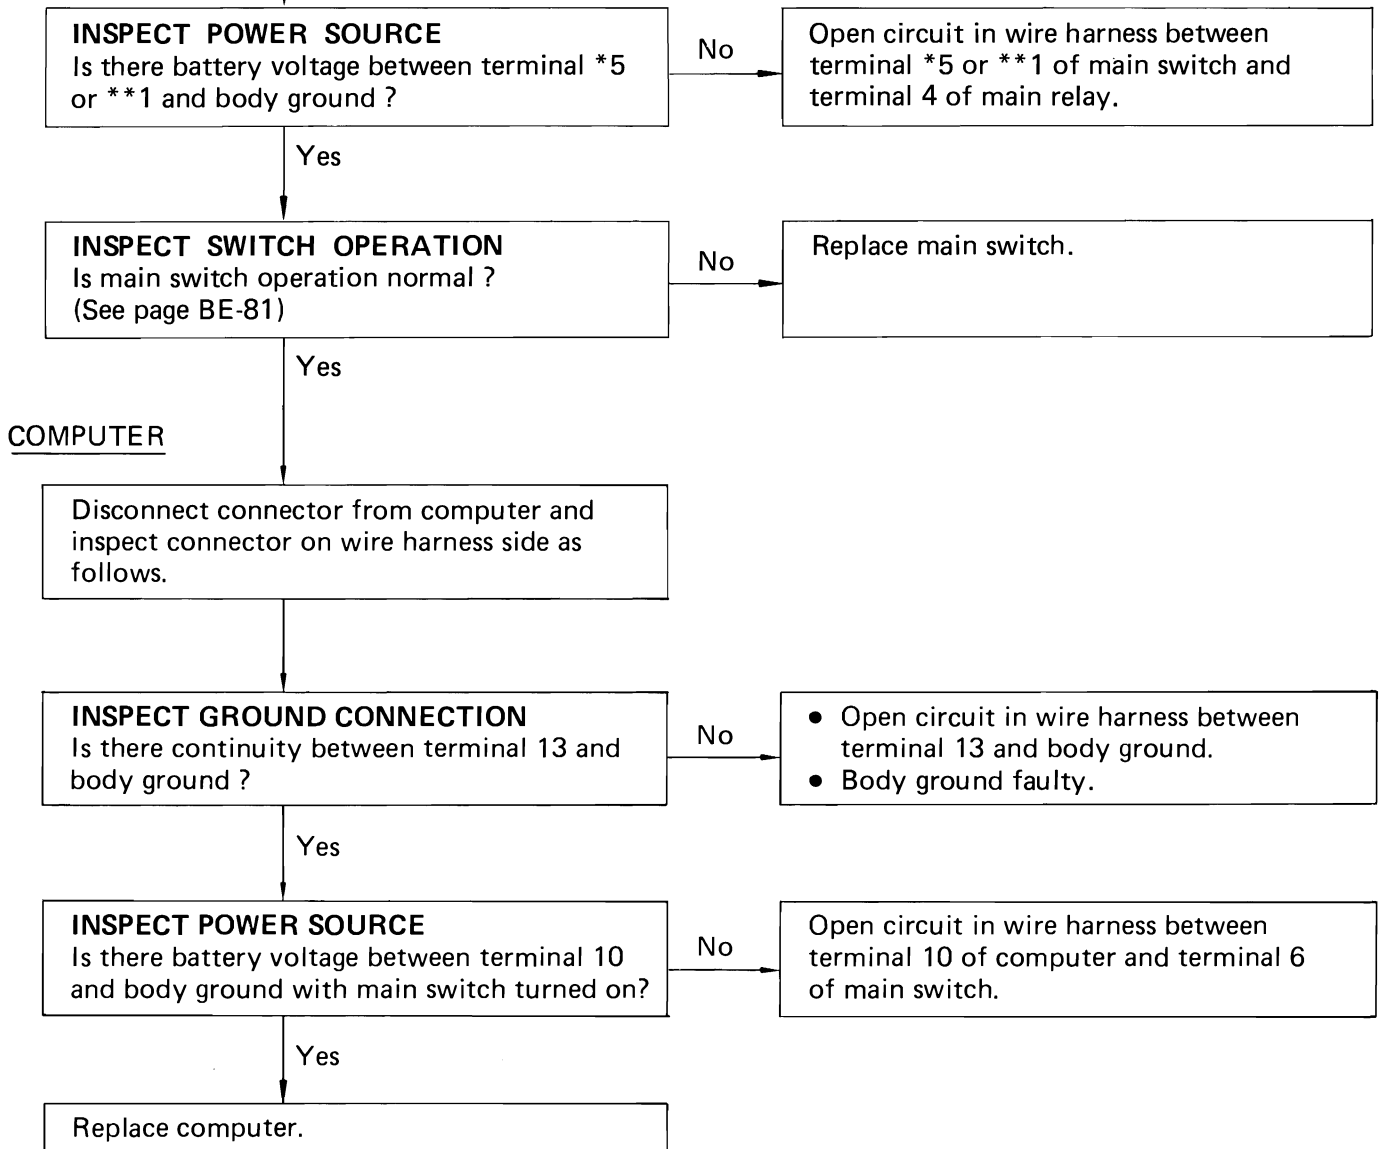 INSPECT POWER SOURCE
Is there battery voltage between terminal *5
or **1 and body ground ?
No
Open circuit in wire harness between
terminal *5 or **1 of main switch and
terminal 4 of main relay.
Yes
INSPECT SWITCH OPERATION
Is main switch operation normal ?
(See page BE-81)
No
Replace main switch.
Yes
COMPUTER
Disconnect connector from computer and
inspect connector on wire harness side as
follows.
INSPECT GROUND CONNECTION
Is there continuity between terminal 13 and
body ground ?
No
● Open circuit in wire harness between
terminal 13 and body ground.
● Body ground faulty.
Yes
INSPECT POWER SOURCE
Is there battery voltage between terminal 10
and body ground with main switch turned on?
No
Open circuit in wire harness between
terminal 10 of computer and terminal 6
of main switch.
Yes
Replace computer.